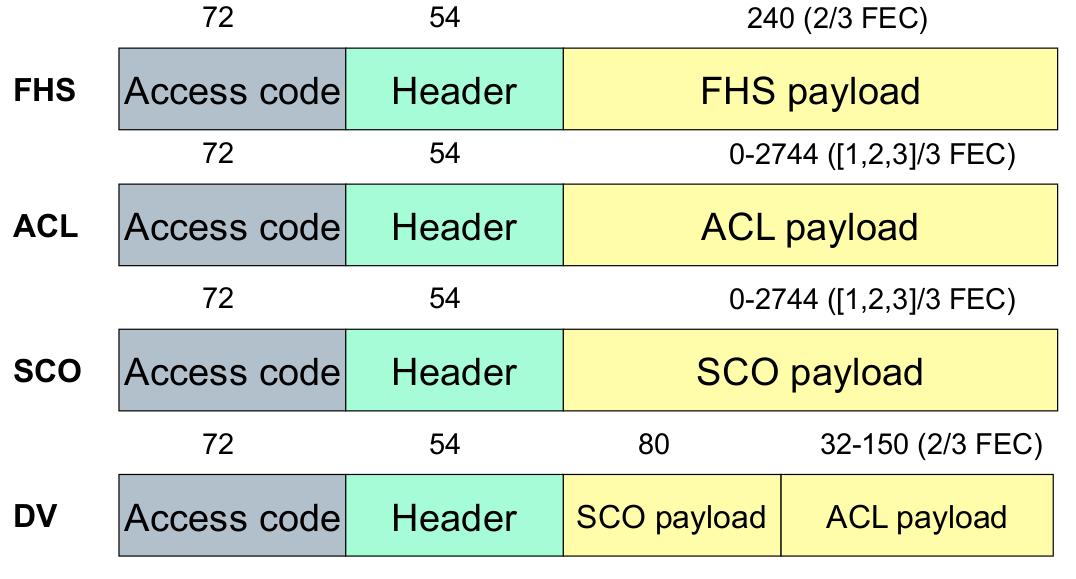 72 54 240 (2/3 FEC)
FHS Access code Header FHS payload
72 54 0-2744 ([1,2,3]/3 FEC)
ACL Access code Header ACL payload
72 54 0-2744 ([1,2,3]/3 FEC)
SCO Access code Header SCO payload
72 54 80 32-150 (2/3 FEC)
DV Access code Header SCO payload ACL payload